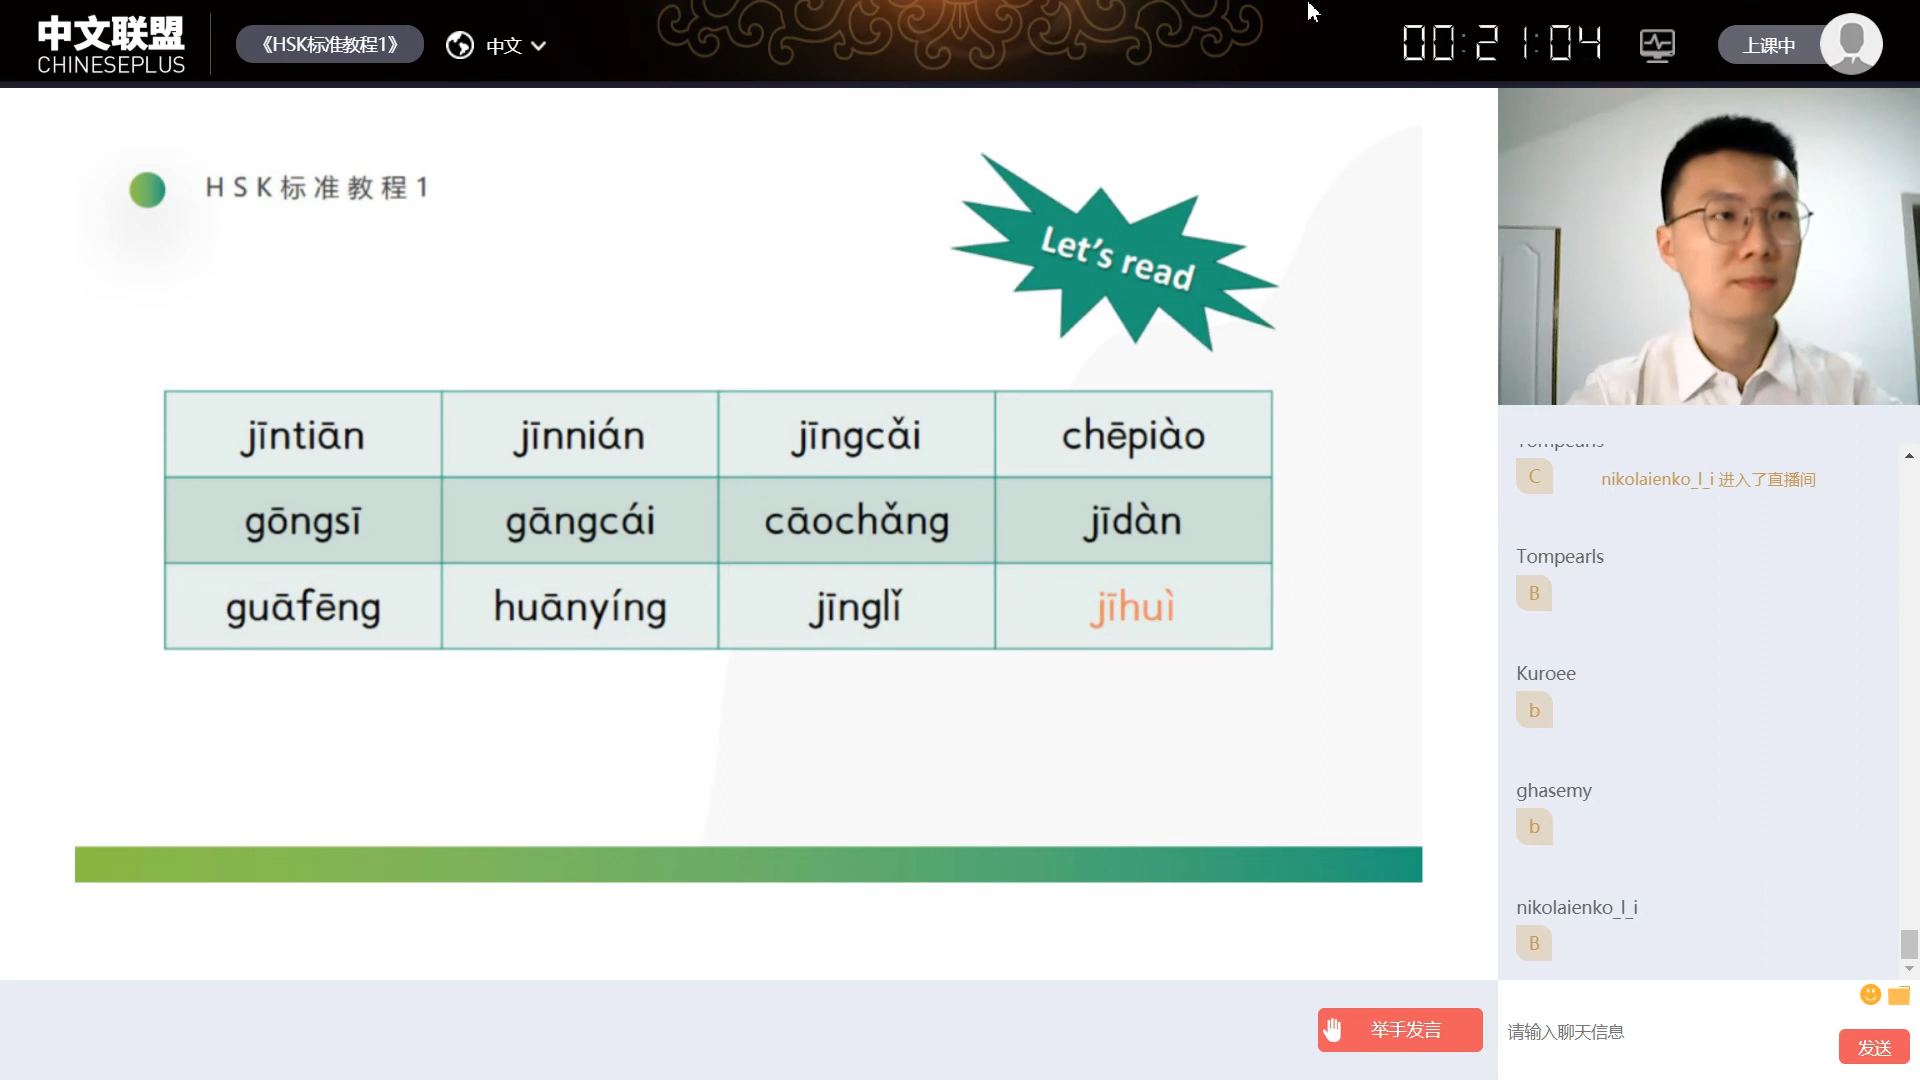 中文联盟
CHINESEPLUS
《HSK标准教程1》
中文
00:21:04
上课中
HSK标准教程1
Let's read
jīntiān jīnnián jīngcǎi chēpiào
gōngsī gāngcái cāochǎng jīdàn
guāfēng huānyíng jīnglǐ jīhuì
Tompearls
C
nikolaienko_l_i 进入了直播间
Tompearls
B
Kuroee
b
ghasemy
b
nikolaienko_l_i
B
举手发言
请输入聊天信息
发送